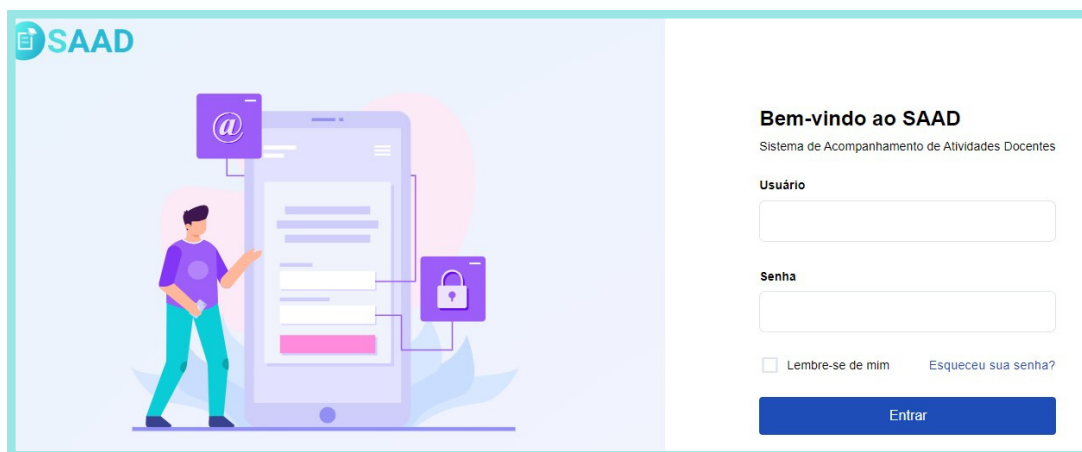 SAAD
@
Bem-vindo ao SAAD
Sistema de Acompanhamento de Atividades Docentes
Usuário
Senha
Lembre-se de mim
Esqueceu sua senha?
Entrar